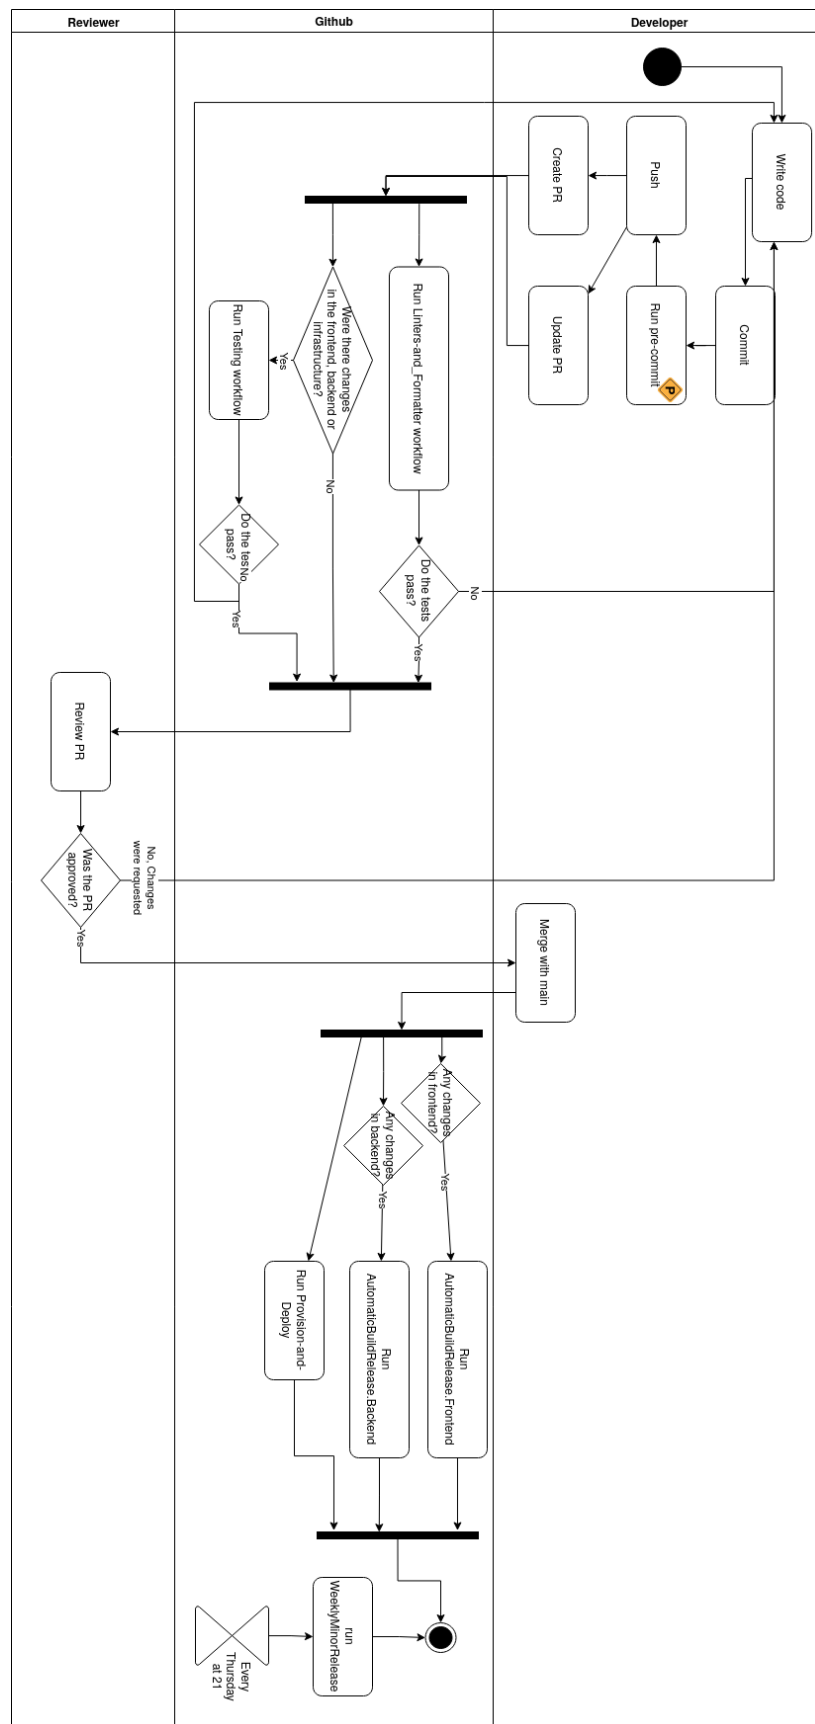 Reviewer
Github
Developer
Write code
Push
Create PR
Commit
Run pre-commit
P
Update PR
Run Linters-and_Formatter workflow
Were there changes
in the frontend, backend or
infrastructure?
Yes
No
Run Testing workflow
Do the tests
pass?
No
Yes
Do the
pass?
No
Yes
Review PR
Was the PR
approved?
No, Changes
were requested
Yes
Merge with main
Any changes
in frontend?
Yes
Any changes
in backend?
Yes
Run
AutomaticBuildRelease.Frontend
Run
AutomaticBuildRelease.Backend
Run Provision-and-
Deploy
run
WeeklyMinorRelease
Every
Thursday
at 21